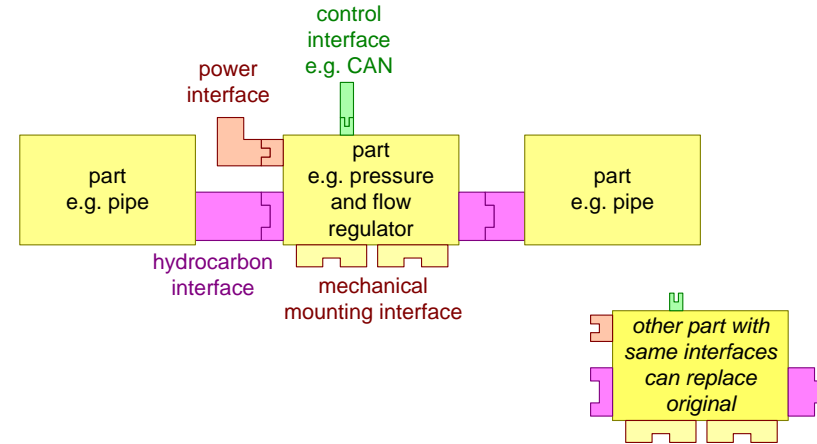 control
interface
e.g. CAN
power
interface
part
e.g. pipe
part
e.g. pressure
and flow
regulator
part
e.g. pipe
hydrocarbon
interface
mechanical
mounting interface
other part with
same interfaces
can replace
original